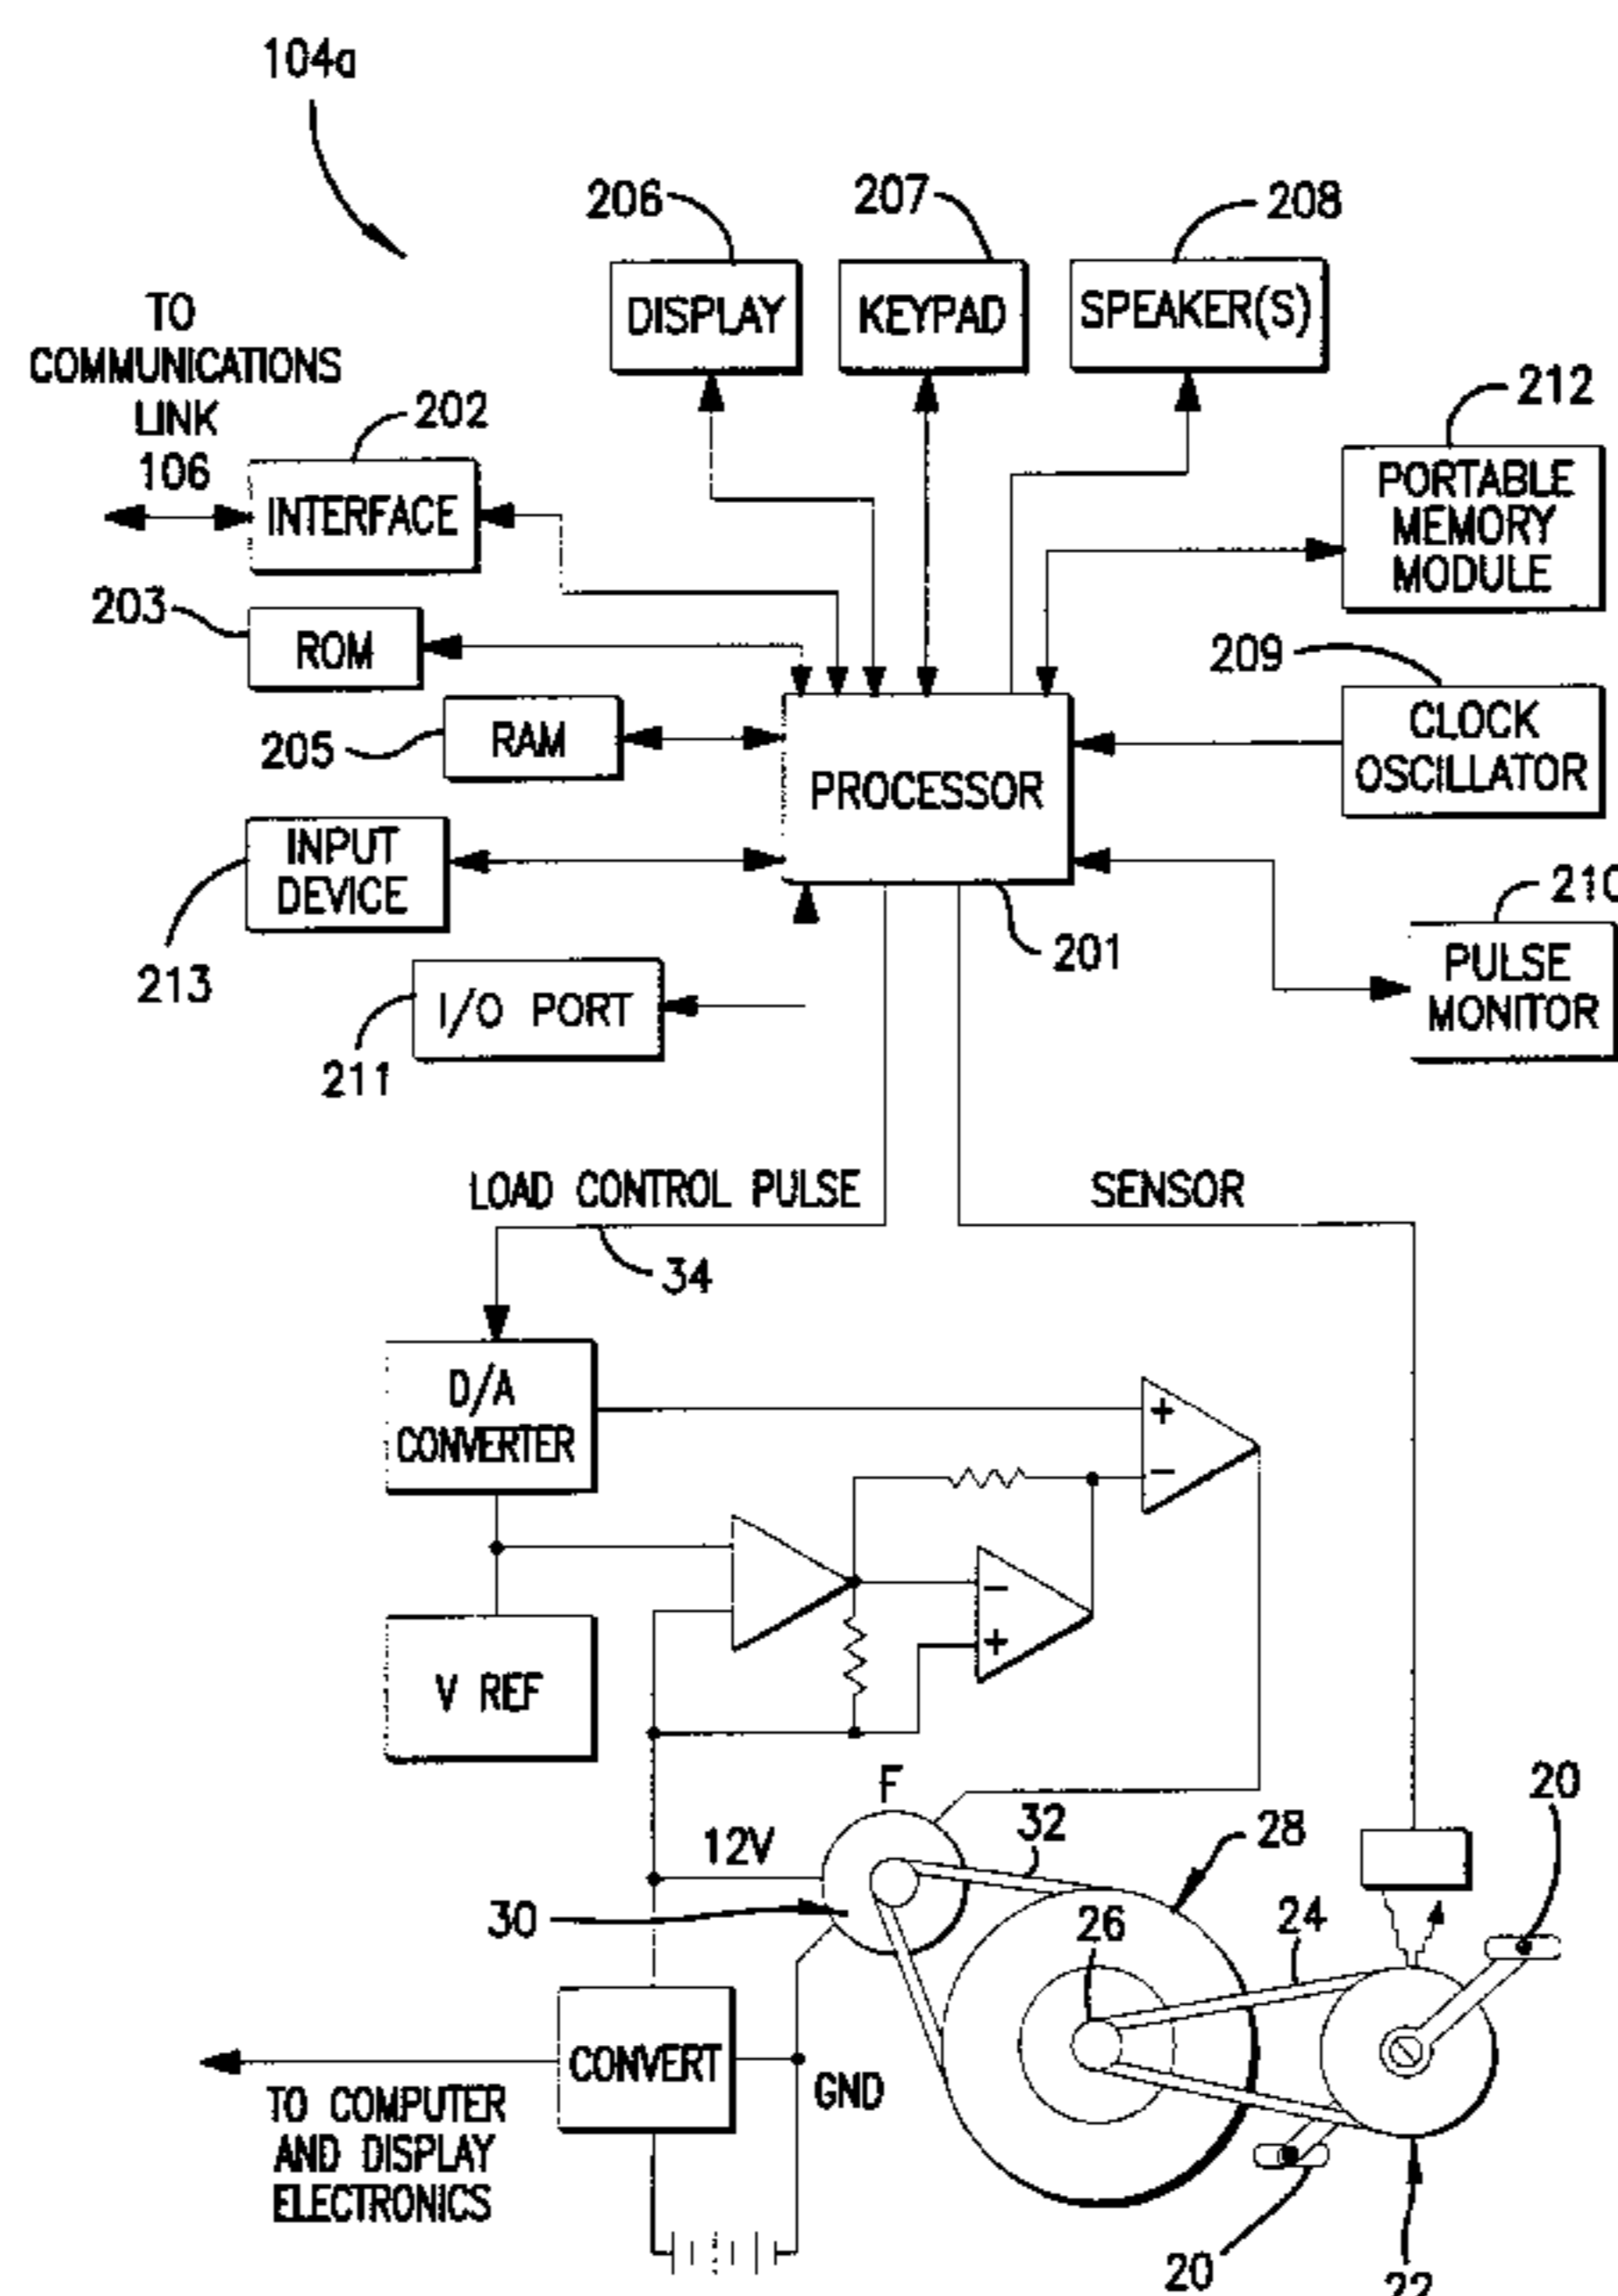 104a
206
207
208
DISPLAY
KEYPAD
SPEAKER(S)
TO
COMMUNICATIONS
LINK
106
202
INTERFACE
212
PORTABLE
MEMORY
MODULE
203
ROM
209
CLOCK
OSCILLATOR
205
RAM
PROCESSOR
INPUT
DEVICE
213
201
210
PULSE
MONITOR
I/O PORT
211
LOAD CONTROL PULSE
SENSOR
34
D/A
CONVERTER
+
−
−
+
V REF
F
12V
32
28
20
30
26
24
CONVERT
GND
TO COMPUTER
AND DISPLAY
ELECTRONICS
20
22